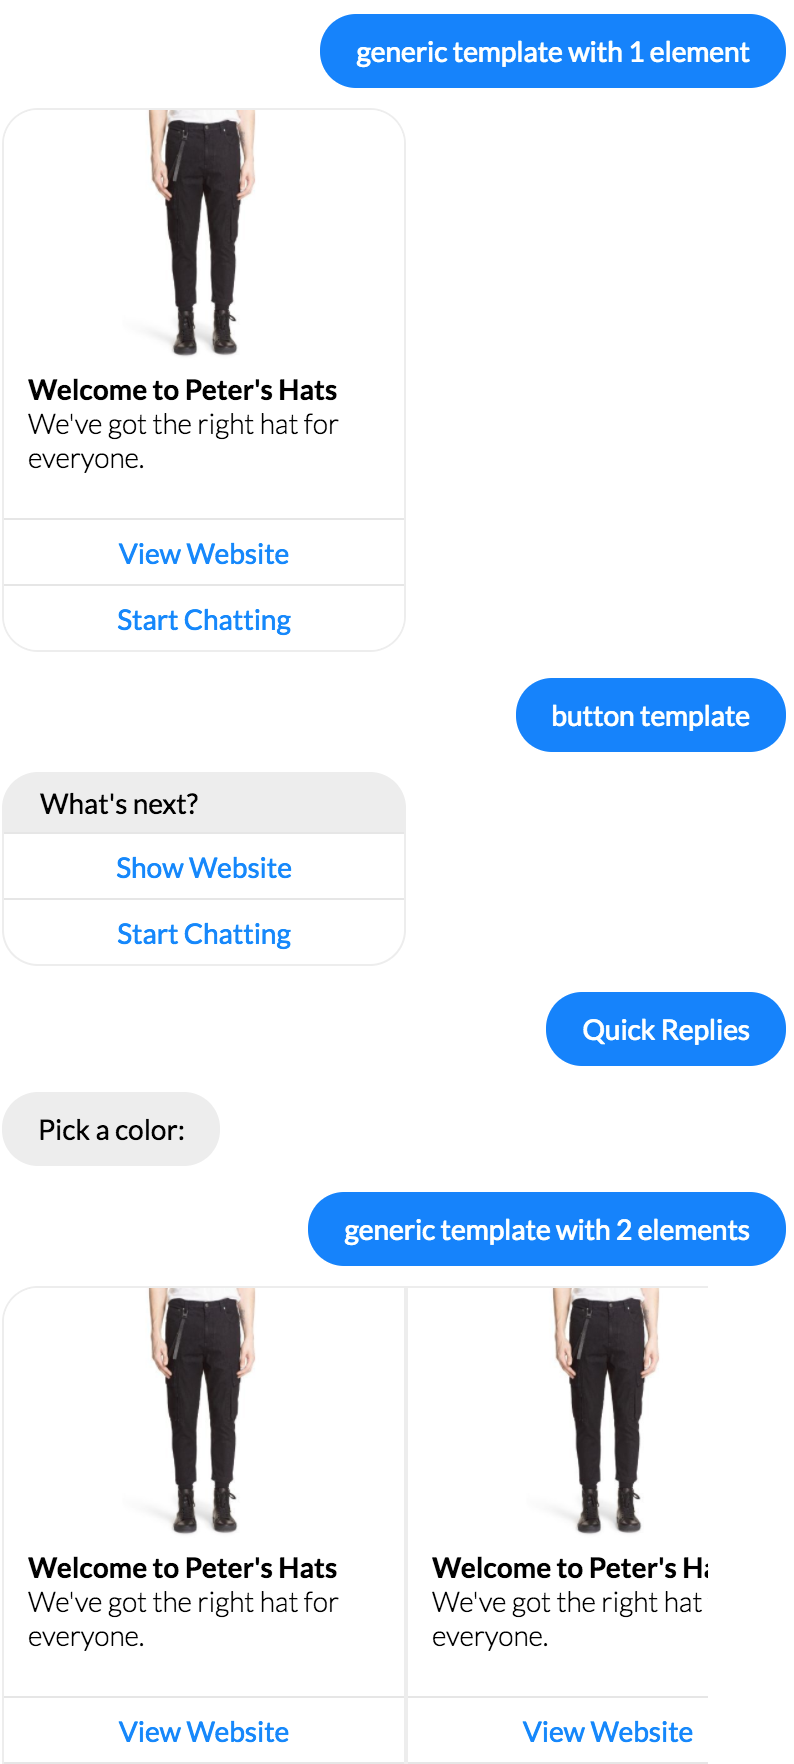 generic template with 1 element
Welcome to Peter's Hats
We've got the right hat for
everyone.
View Website
Start Chatting
button template
What's next?
Show Website
Start Chatting
Quick Replies
Pick a color:
generic template with 2 elements
Welcome to Peter's Hats
We've got the right hat for
everyone.
View Website
Welcome to Peter's
We've got the right hat
everyone.
View Website